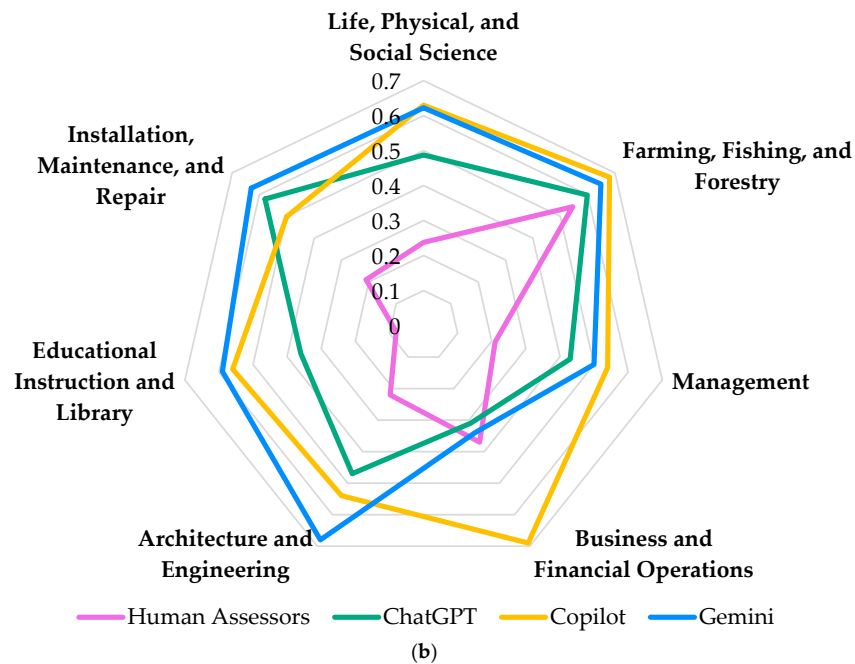 Life, Physical, and
Social Science
0.7
0.6
0.5
0.4
0.3
0.2
0.1
0
Installation,
Maintenance, and
Repair
Farming, Fishing, and
Forestry
Educational
Instruction and
Library
Management
Architecture and
Engineering
Business and
Financial Operations
Human Assessors
ChatGPT
Copilot
Gemini
(b)